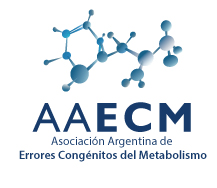 AAECM
Asociación Argentina de
Errores Congénitos del Metabolismo